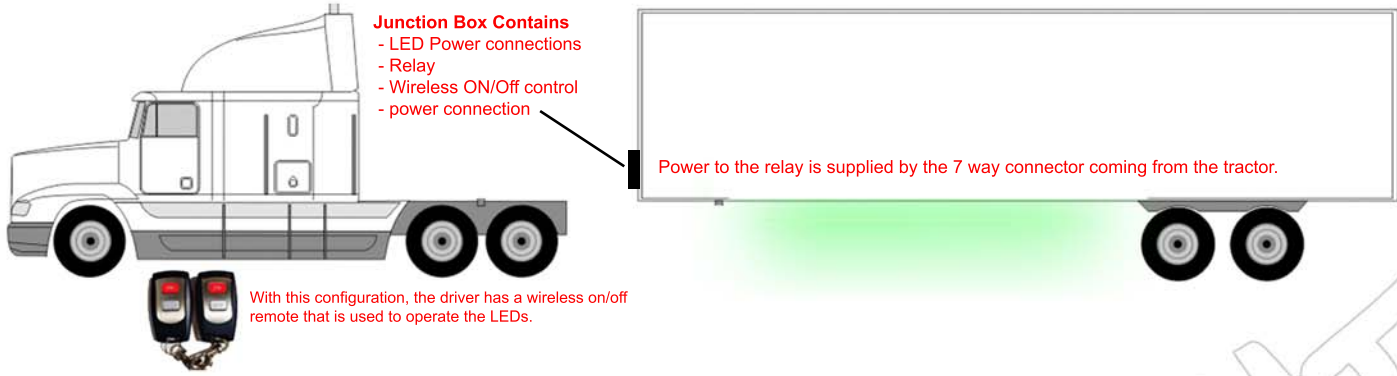 Junction Box Contains
- LED Power connections
- Relay
- Wireless ON/Off control
- power connection
Power to the relay is supplied by the 7 way connector coming from the tractor.
With this configuration, the driver has a wireless on/off
remote that is used to operate the LEDs.